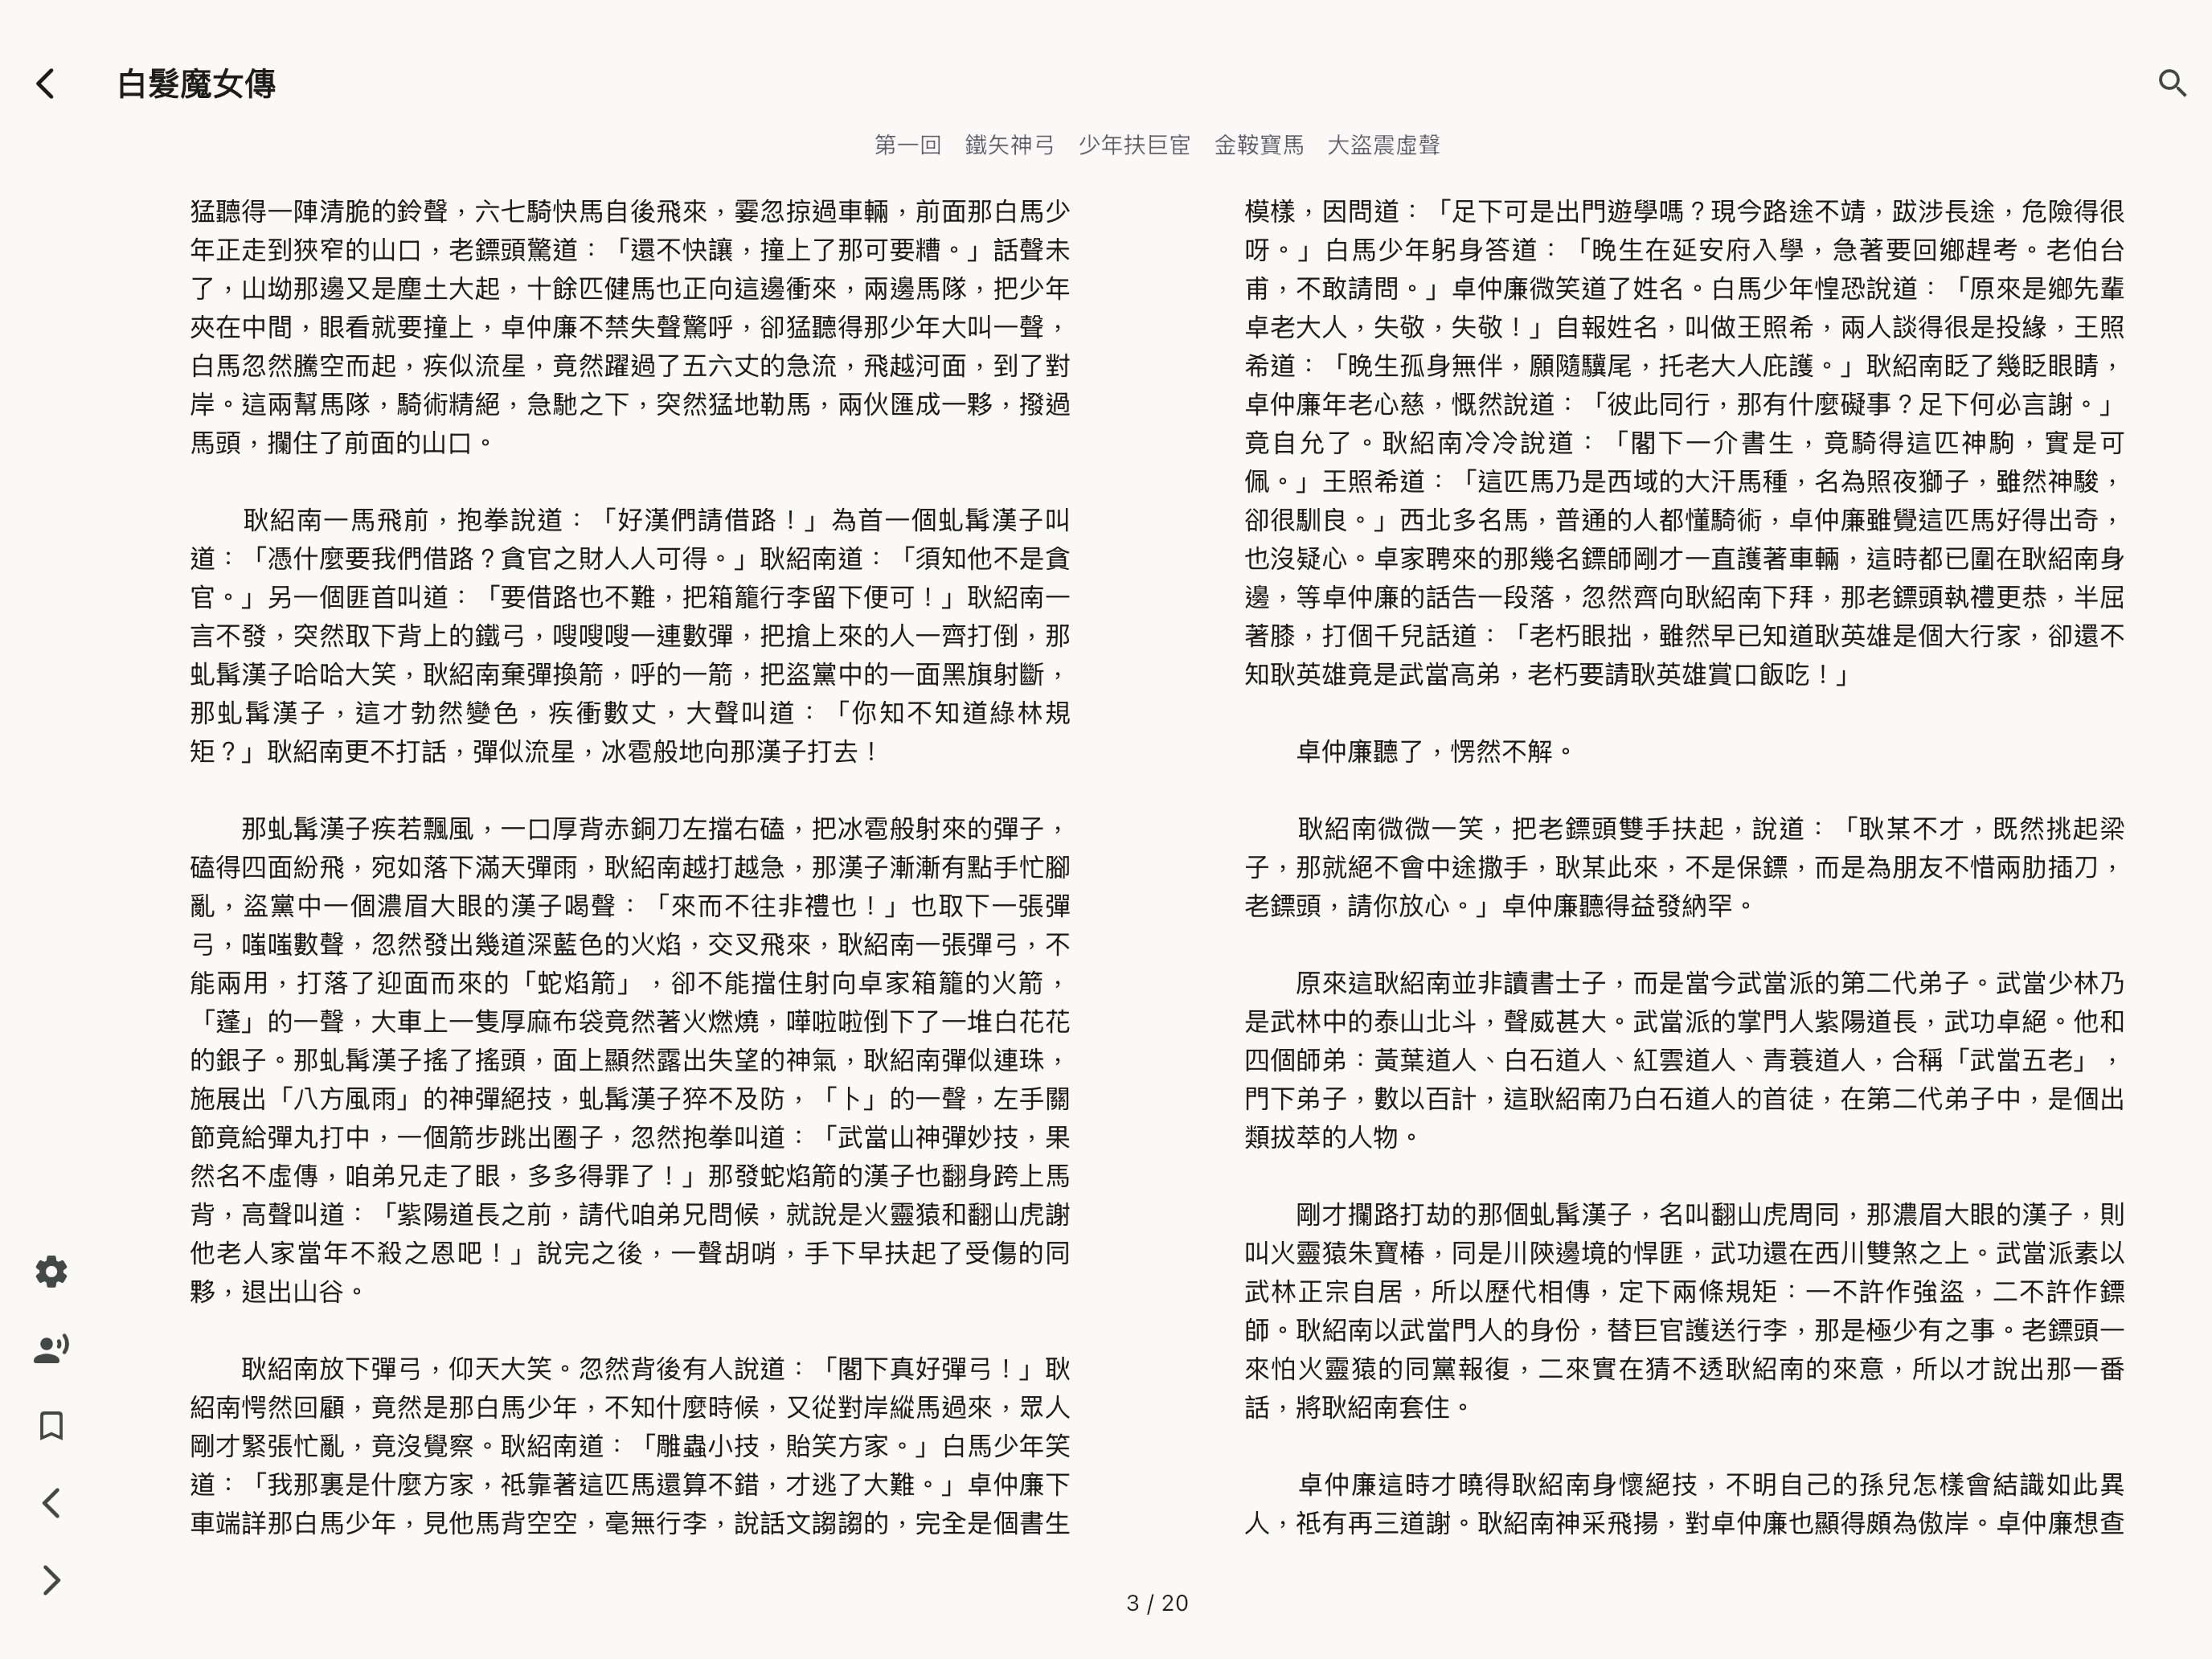 白髮魔女傳
第一回　鐵矢神弓　少年扶巨宦　金鞍寶馬　大盜震虛聲
猛聽得一陣清脆的鈴聲，六七騎快馬自後飛來，霎忽掠過車輛，前面那白馬少
年正走到狹窄的山口，老鏢頭驚道：「還不快讓，撞上了那可要糟。」話聲未
了，山坳那邊又是塵土大起，十餘匹健馬也正向這邊衝來，兩邊馬隊，把少年
夾在中間，眼看就要撞上，卓仲廉不禁失聲驚呼，卻猛聽得那少年大叫一聲，
白馬忽然騰空而起，疾似流星，竟然躍過了五六丈的急流，飛越河面，到了對
岸。這兩幫馬隊，騎術精絕，急馳之下，突然猛地勒馬，兩伙匯成一夥，撥過
馬頭，攔住了前面的山口。
耿紹南一馬飛前，抱拳說道：「好漢們請借路！」為首一個虬髯漢子叫
道：「憑什麼要我們借路？貪官之財人人可得。」耿紹南道：「須知他不是貪
官。」另一個匪首叫道：「要借路也不難，把箱籠行李留下便可！」耿紹南一
言不發，突然取下背上的鐵弓，嗖嗖嗖一連數彈，把搶上來的人一齊打倒，那
虬髯漢子哈哈大笑，耿紹南棄彈換箭，呼的一箭，把盜黨中的一面黑旗射斷，
那虬髯漢子，這才勃然變色，疾衝數丈，大聲叫道：「你知不知道綠林規
矩？」耿紹南更不打話，彈似流星，冰雹般地向那漢子打去！
那虬髯漢子疾若飄風，一口厚背赤銅刀左擋右磕，把冰雹般射來的彈子，
磕得四面紛飛，宛如落下滿天彈雨，耿紹南越打越急，那漢子漸漸有點手忙腳
亂，盜黨中一個濃眉大眼的漢子喝聲：「來而不往非禮也！」也取下一張彈
弓，嗤嗤數聲，忽然發出幾道深藍色的火焰，交叉飛來，耿紹南一張彈弓，不
能兩用，打落了迎面而來的「蛇焰箭」，卻不能擋住射向卓家箱籠的火箭，
「蓬」的一聲，大車上一隻厚麻布袋竟然著火燃燒，嘩啦啦倒下了一堆白花花
的銀子。那虬髯漢子搖了搖頭，面上顯然露出失望的神氣，耿紹南彈似連珠，
施展出「八方風雨」的神彈絕技，虬髯漢子猝不及防，「卜」的一聲，左手關
節竟給彈丸打中，一個箭步跳出圈子，忽然抱拳叫道：「武當山神彈妙技，果
然名不虛傳，咱弟兄走了眼，多多得罪了！」那發蛇焰箭的漢子也翻身跨上馬
背，高聲叫道：「紫陽道長之前，請代咱弟兄問候，就說是火靈猿和翻山虎謝
他老人家當年不殺之恩吧！」說完之後，一聲胡哨，手下早扶起了受傷的同
夥，退出山谷。
耿紹南放下彈弓，仰天大笑。忽然背後有人說道：「閣下真好彈弓！」耿
紹南愕然回顧，竟然是那白馬少年，不知什麼時候，又從對岸縱馬過來，眾人
剛才緊張忙亂，竟沒覺察。耿紹南道：「雕蟲小技，貽笑方家。」白馬少年笑
道：「我那裏是什麼方家，祇靠著這匹馬還算不錯，才逃了大難。」卓仲廉下
車端詳那白馬少年，見他馬背空空，毫無行李，說話文謅謅的，完全是個書生
模樣，因問道：「足下可是出門遊學嗎？現今路途不靖，跋涉長途，危險得很
呀。」白馬少年躬身答道：「晚生在延安府入學，急著要回鄉趕考。老伯台
甫，不敢請問。」卓仲廉微笑道了姓名。白馬少年惶恐說道：「原來是鄉先輩
卓老大人，失敬，失敬！」自報姓名，叫做王照希，兩人談得很是投緣，王照
希道：「晚生孤身無伴，願隨驥尾，托老大人庇護。」耿紹南眨了幾眨眼睛，
卓仲廉年老心慈，慨然說道：「彼此同行，那有什麼礙事？足下何必言謝。」
竟自允了。耿紹南冷冷說道：「閣下一介書生，竟騎得這匹神駒，實是可
佩。」王照希道：「這匹馬乃是西域的大汗馬種，名為照夜獅子，雖然神駿，
卻很馴良。」西北多名馬，普通的人都懂騎術，卓仲廉雖覺這匹馬好得出奇，
也沒疑心。卓家聘來的那幾名鏢師剛才一直護著車輛，這時都已圍在耿紹南身
邊，等卓仲廉的話告一段落，忽然齊向耿紹南下拜，那老鏢頭執禮更恭，半屈
著膝，打個千兒話道：「老朽眼拙，雖然早已知道耿英雄是個大行家，卻還不
知耿英雄竟是武當高弟，老朽要請耿英雄賞口飯吃！」
卓仲廉聽了，愣然不解。
耿紹南微微一笑，把老鏢頭雙手扶起，說道：「耿某不才，既然挑起梁
子，那就絕不會中途撒手，耿某此來，不是保鏢，而是為朋友不惜兩肋插刀，
老鏢頭，請你放心。」卓仲廉聽得益發納罕。
原來這耿紹南並非讀書士子，而是當今武當派的第二代弟子。武當少林乃
是武林中的泰山北斗，聲威甚大。武當派的掌門人紫陽道長，武功卓絕。他和
四個師弟：黃葉道人、白石道人、紅雲道人、青蓑道人，合稱「武當五老」，
門下弟子，數以百計，這耿紹南乃白石道人的首徒，在第二代弟子中，是個出
類拔萃的人物。
剛才攔路打劫的那個虬髯漢子，名叫翻山虎周同，那濃眉大眼的漢子，則
叫火靈猿朱寶椿，同是川陝邊境的悍匪，武功還在西川雙煞之上。武當派素以
武林正宗自居，所以歷代相傳，定下兩條規矩：一不許作強盜，二不許作鏢
師。耿紹南以武當門人的身份，替巨官護送行李，那是極少有之事。老鏢頭一
來怕火靈猿的同黨報復，二來實在猜不透耿紹南的來意，所以才說出那一番
話，將耿紹南套住。
卓仲廉這時才曉得耿紹南身懷絕技，不明自己的孫兒怎樣會結識如此異
人，祇有再三道謝。耿紹南神采飛揚，對卓仲廉也顯得頗為傲岸。卓仲廉想查
3 / 20